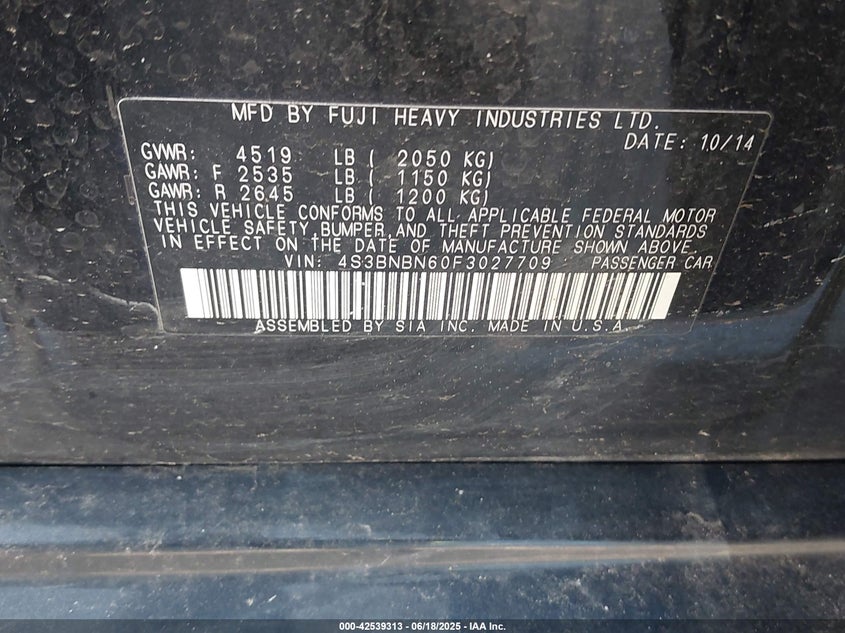 MFD BY FUJI HEAVY INDUSTRIES LTD.
DATE: 10/14
GVWR: 4519 LB ( 2050 KG)
GAWR: F 2535 LB ( 1150 KG)
GAWR: R 2645 LB ( 1200 KG)
THIS VEHICLE CONFORMS TO ALL APPLICABLE FEDERAL MOTOR
VEHICLE SAFETY, BUMPER, AND THEFT PREVENTION STANDARDS
IN EFFECT ON THE DATE OF MANUFACTURE SHOWN ABOVE.
VIN: 4S3BNBN60F3027709 PASSENGER CAR
ASSEMBLED BY SIA INC. MADE IN U.S.A
000-42539313 - 06/18/2025 - IAA Inc.